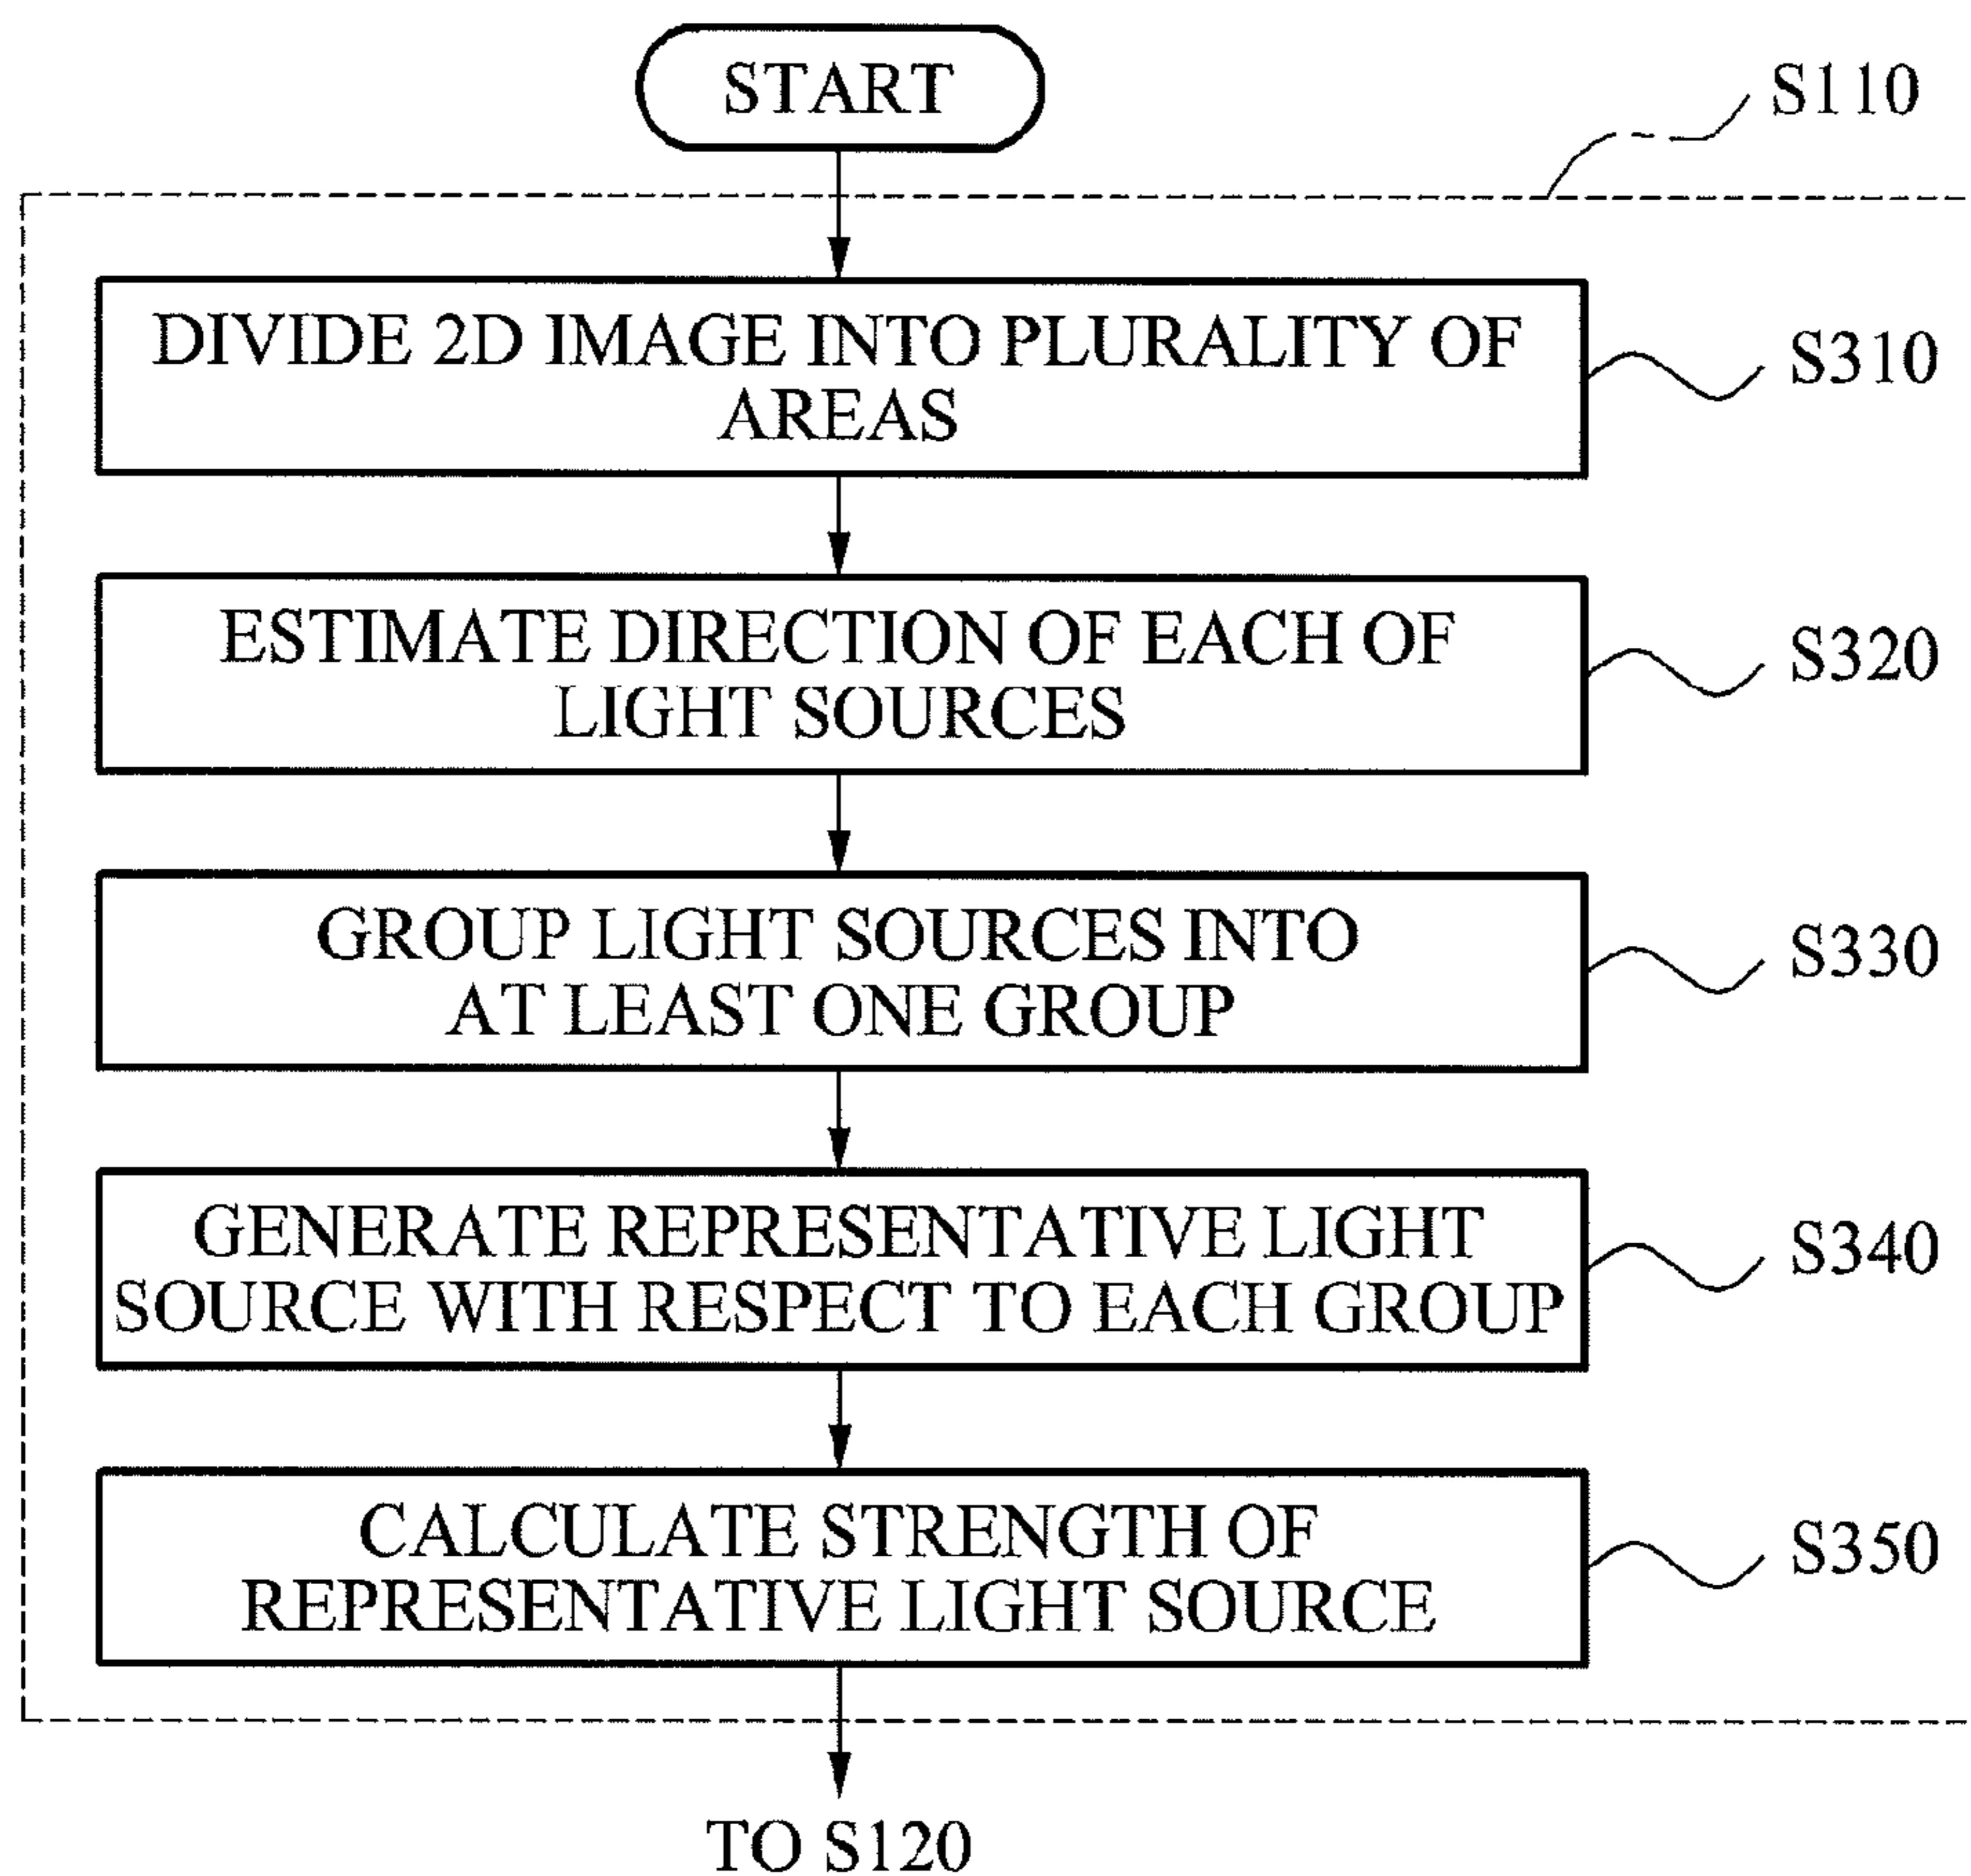 START
S110
DIVIDE 2D IMAGE INTO PLURALITY OF
AREAS
S310
ESTIMATE DIRECTION OF EACH OF
LIGHT SOURCES
S320
GROUP LIGHT SOURCES INTO
AT LEAST ONE GROUP
S330
GENERATE REPRESENTATIVE LIGHT
SOURCE WITH RESPECT TO EACH GROUP
S340
CALCULATE STRENGTH OF
REPRESENTATIVE LIGHT SOURCE
S350
TO S120